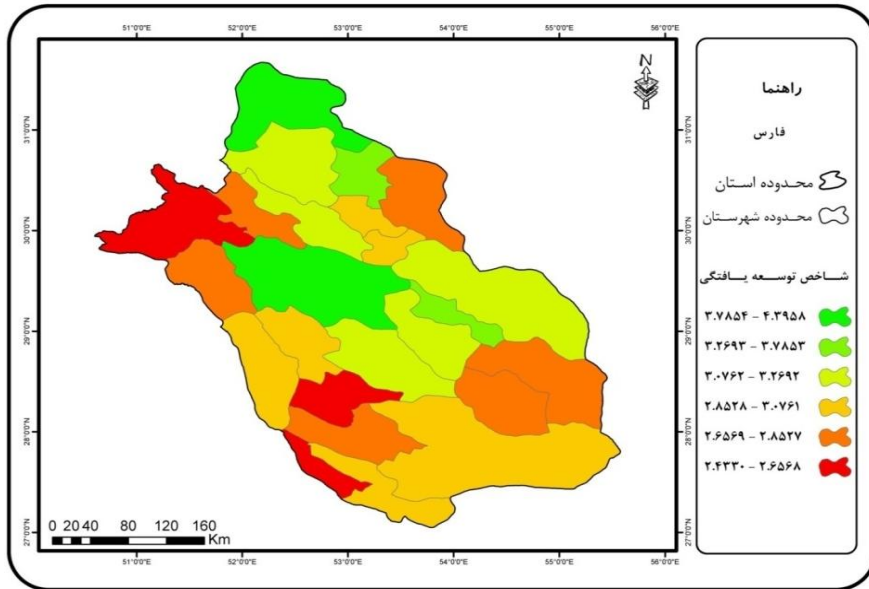 51°0'0"E 52°0'0"E 53°0'0"E 54°0'0"E 55°0'0"E 56°0'0"E
N
31°0'0"N
30°0'0"N
29°0'0"N
28°0'0"N
27°0'0"N
31°0'0"N
30°0'0"N
29°0'0"N
28°0'0"N
27°0'0"N
0 20 40 80 120 160
Km
51°0'0"E 52°0'0"E 53°0'0"E 54°0'0"E 55°0'0"E 56°0'0"E
راهنما
فارس
محدوده استان
محدوده شهرستان
شاخص توسعه یافتگی
۳.۷۸۵۴ - ۴.۳۹۵۸
۳.۲۶۹۳ - ۳.۷۸۵۳
۳.۰۷۶۲ - ۳.۲۶۹۲
۲.۸۵۲۸ - ۳.۰۷۶۱
۲.۶۵۶۹ - ۲.۸۵۲۷
۲.۴۳۳۰ - ۲.۶۵۶۸